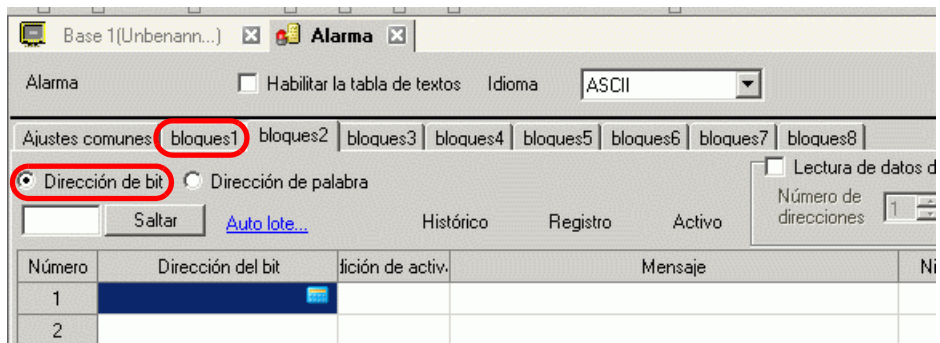 Base 1(Unbenann...) Alarma
Alarma Habilitar la tabla de textos Idioma ASCII
Ajustes comunes bloques1 bloques2 bloques3 bloques4 bloques5 bloques6 bloques7 bloques8
Dirección de bit Dirección de palabra Lectura de datos d
Saltar Auto lote... Histórico Registro Activo Número de direcciones 1
Número Dirección del bit dición de activ. Mensaje Ni
1
2